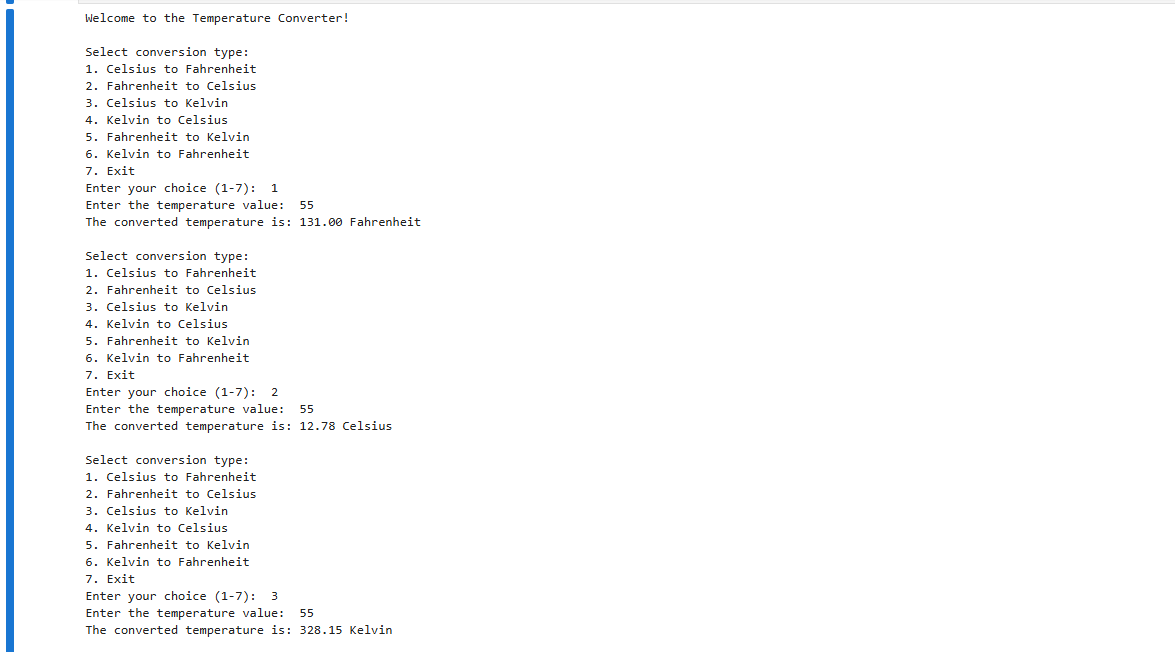 Welcome to the Temperature Converter!
Select conversion type:
1. Celsius to Fahrenheit
2. Fahrenheit to Celsius
3. Celsius to Kelvin
4. Kelvin to Celsius
5. Fahrenheit to Kelvin
6. Kelvin to Fahrenheit
7. Exit
Enter your choice (1-7):  1
Enter the temperature value:  55
The converted temperature is: 131.00 Fahrenheit
Select conversion type:
1. Celsius to Fahrenheit
2. Fahrenheit to Celsius
3. Celsius to Kelvin
4. Kelvin to Celsius
5. Fahrenheit to Kelvin
6. Kelvin to Fahrenheit
7. Exit
Enter your choice (1-7):  2
Enter the temperature value:  55
The converted temperature is: 12.78 Celsius
Select conversion type:
1. Celsius to Fahrenheit
2. Fahrenheit to Celsius
3. Celsius to Kelvin
4. Kelvin to Celsius
5. Fahrenheit to Kelvin
6. Kelvin to Fahrenheit
7. Exit
Enter your choice (1-7):  3
Enter the temperature value:  55
The converted temperature is: 328.15 Kelvin